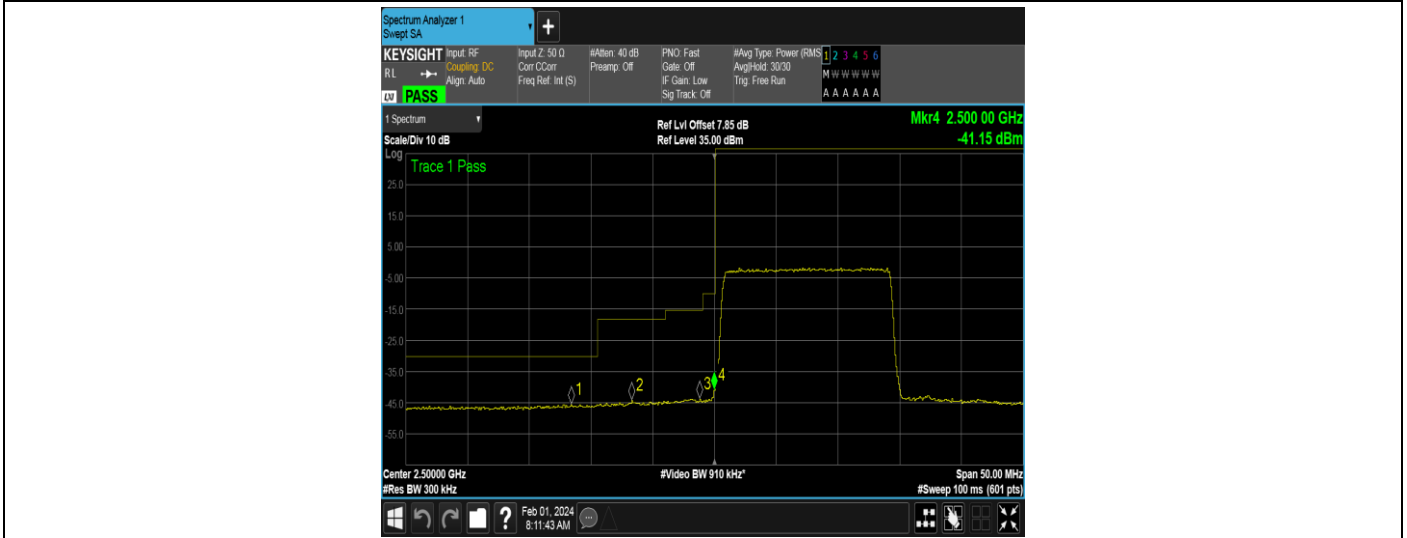 Spectrum Analyzer 1
Swept SA
KEYSIGHT Input: RF Input Z: 50 Ω #Atten: 40 dB PNO: Fast #Avg Type: Power (RMS 1 2 3 4 5 6
Coupling: DC Corr CCorr Preamp: Off Gate: Off Avg|Hold: 30/30
RL Align: Auto Freq Ref: Int (S) IF Gain: Low Trig: Free Run M W W W W W
Sig Track: Off A A A A A A
LXI PASS
1 Spectrum Ref Lvl Offset 7.85 dB Mkr4 2.500 00 GHz
Scale/Div 10 dB Ref Level 35.00 dBm -41.15 dBm
Log
Trace 1 Pass
25.0
15.0
5.00
-5.00
-15.0
-25.0
-35.0
1 2 3 4
-45.0
-55.0
Center 2.50000 GHz #Video BW 910 kHz* Span 50.00 MHz
#Res BW 300 kHz #Sweep 100 ms (601 pts)
? Feb 01, 2024
8:11:43 AM